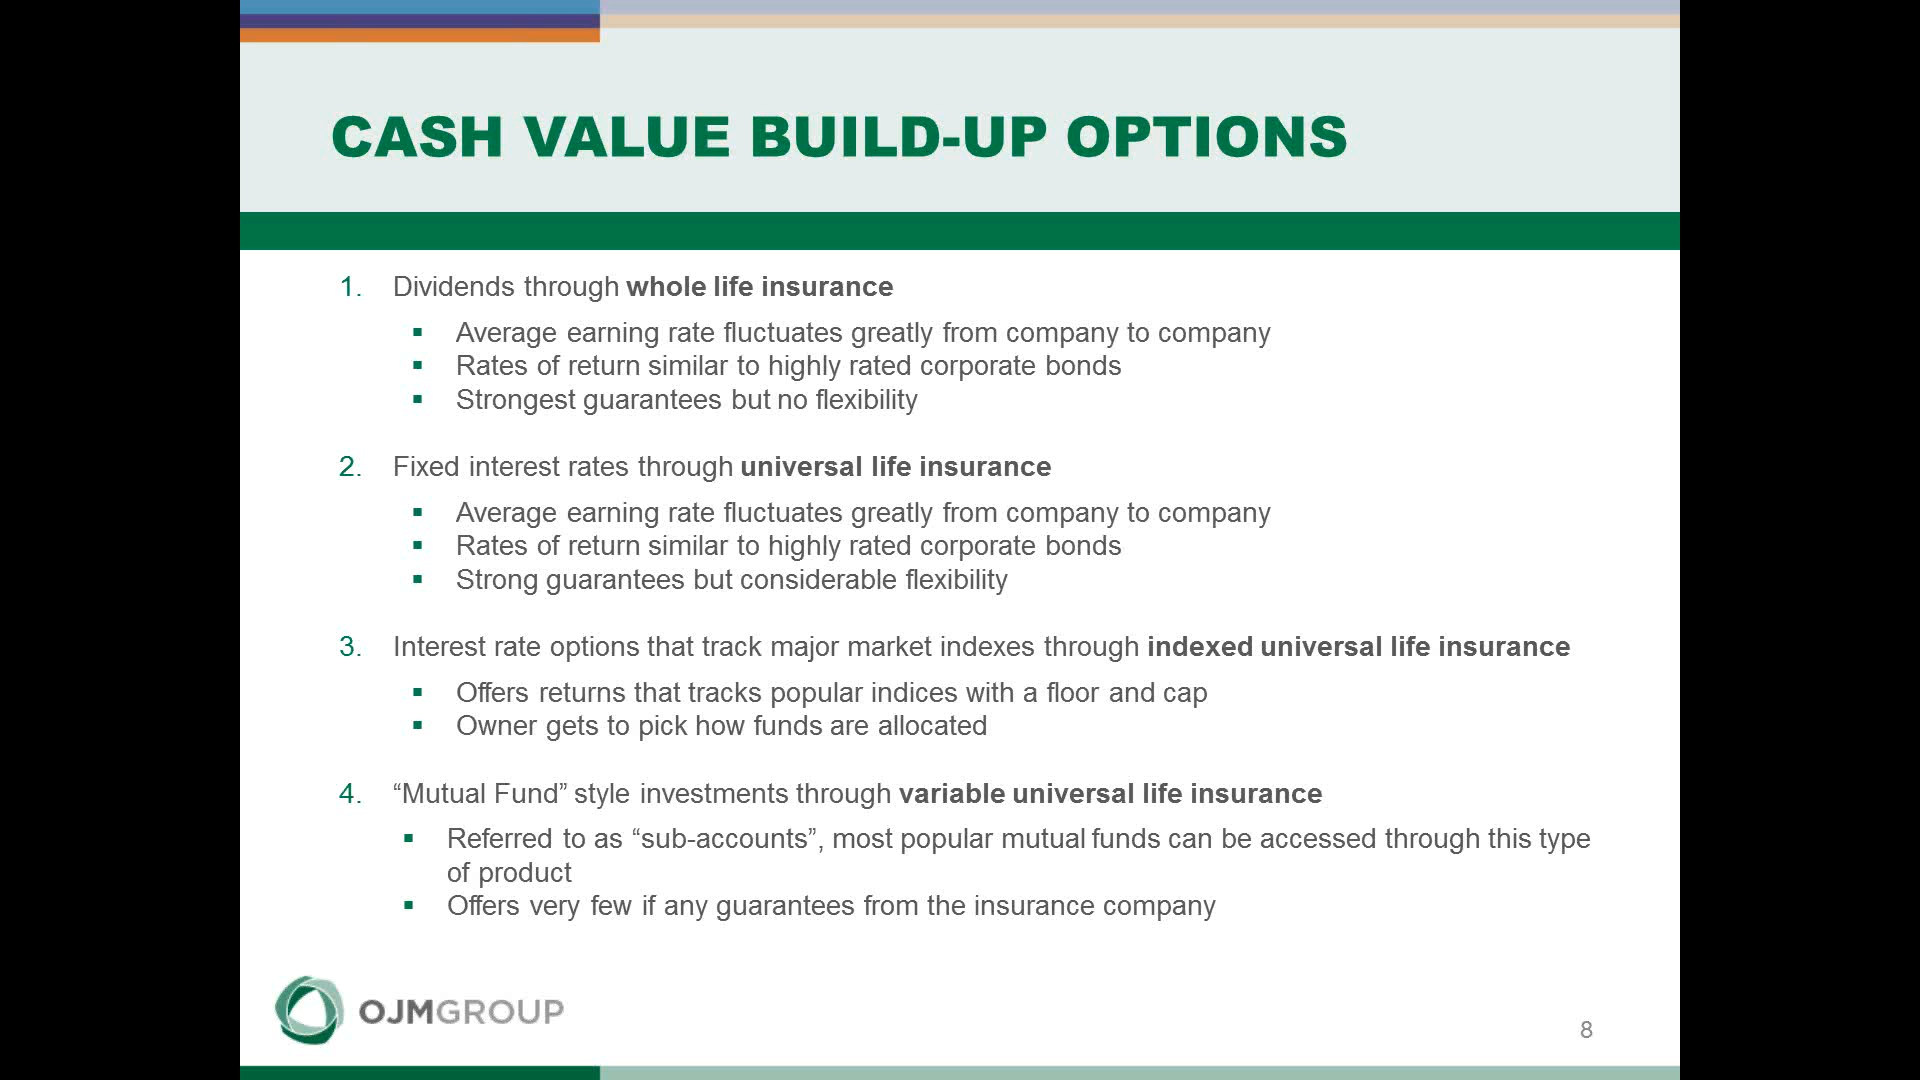 CASH VALUE BUILD-UP OPTIONS
1. Dividends through whole life insurance
▪ Average earning rate fluctuates greatly from company to company
▪ Rates of return similar to highly rated corporate bonds
▪ Strongest guarantees but no flexibility
2. Fixed interest rates through universal life insurance
▪ Average earning rate fluctuates greatly from company to company
▪ Rates of return similar to highly rated corporate bonds
▪ Strong guarantees but considerable flexibility
3. Interest rate options that track major market indexes through indexed universal life insurance
▪ Offers returns that tracks popular indices with a floor and cap
▪ Owner gets to pick how funds are allocated
4. “Mutual Fund” style investments through variable universal life insurance
▪ Referred to as “sub-accounts”, most popular mutual funds can be accessed through this type
of product
▪ Offers very few if any guarantees from the insurance company
OJMGROUP
8